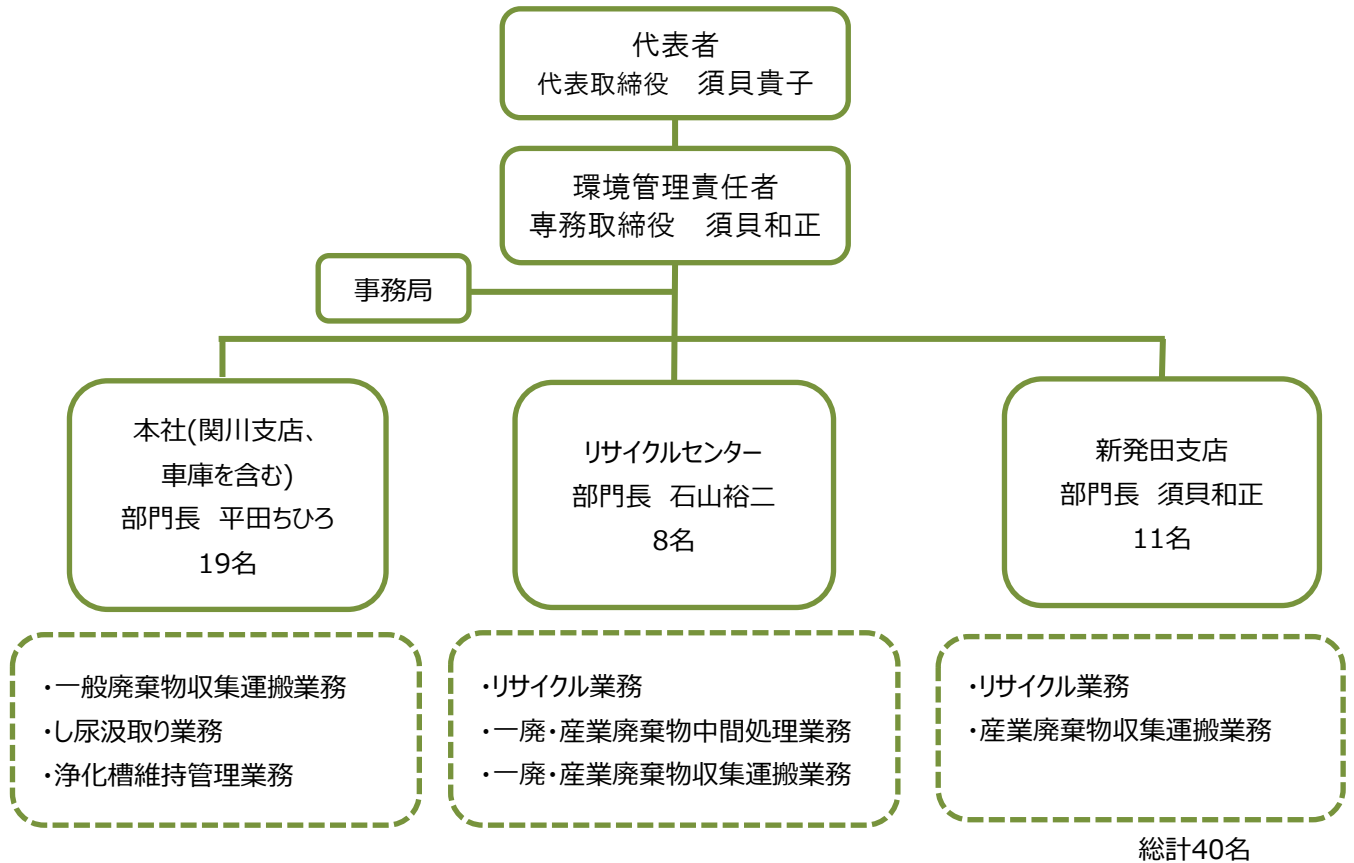 代表者
代表取締役　須貝貴子
環境管理責任者
専務取締役　須貝和正
事務局
本社(関川支店、
車庫を含む)
部門長　平田ちひろ
19名
リサイクルセンター
部門長　石山裕二
8名
新発田支店
部門長　須貝和正
11名
・一般廃棄物収集運搬業務
・し尿汲取り業務
・浄化槽維持管理業務
・リサイクル業務
・一廃・産業廃棄物中間処理業務
・一廃・産業廃棄物収集運搬業務
・リサイクル業務
・産業廃棄物収集運搬業務
総計40名